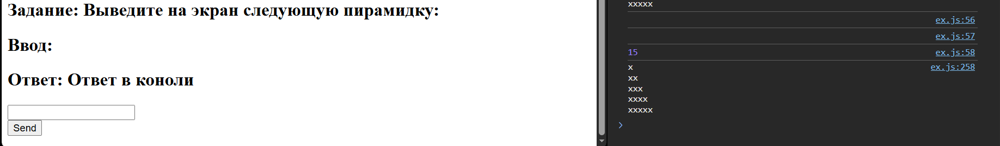 Задание: Выведите на экран следующую пирамидку:
Ввод:
Ответ: Ответ в коноли
Send
xxxxx
ex.js:56
ex.js:57
15 ex.js:58
x ex.js:258
xx
xxx
xxxx
xxxxx